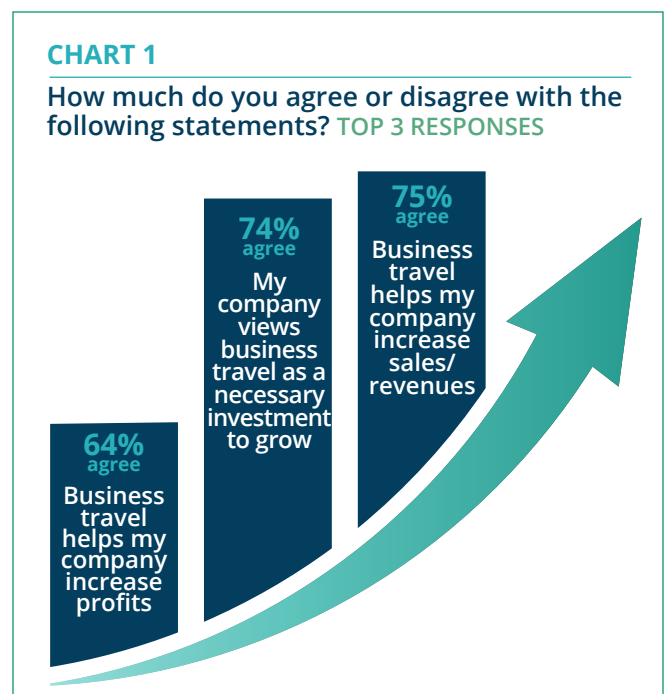 CHART 1
How much do you agree or disagree with the
following statements? TOP 3 RESPONSES
64%
agree
Business
travel
helps my
company
increase
profits
74%
agree
My
company
views
business
travel as a
necessary
investment
to grow
75%
agree
Business
travel
helps my
company
increase
sales/
revenues